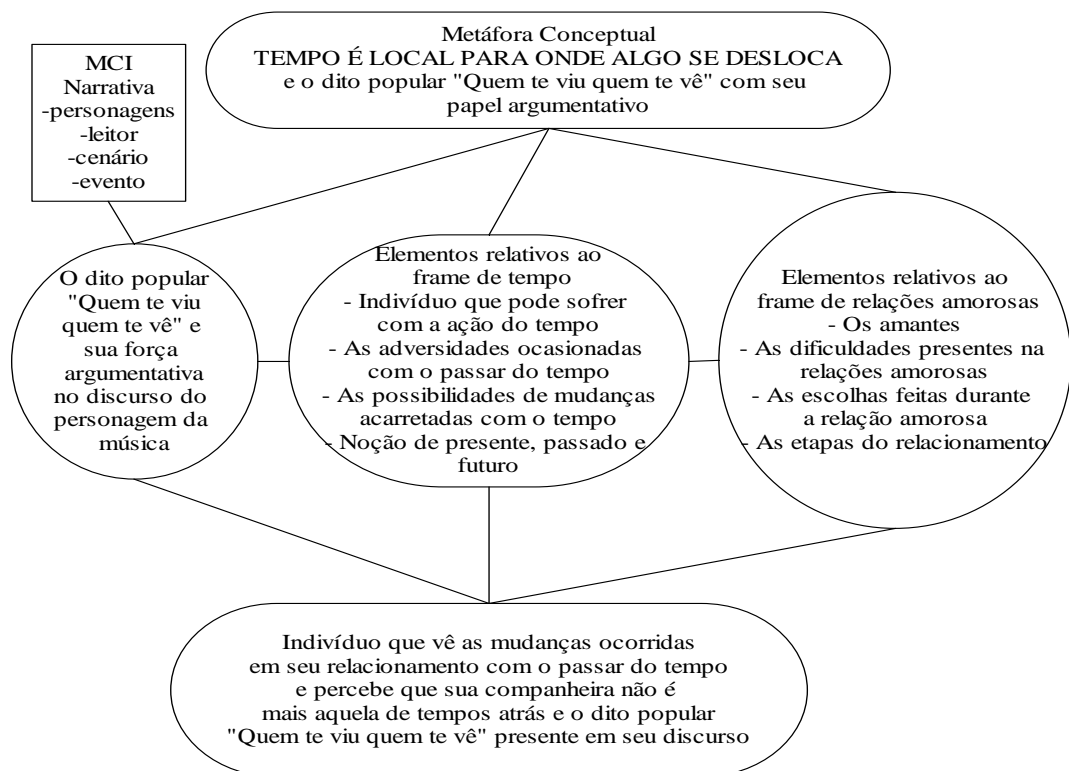 MCI
Narrativa
-personagens
-leitor
-cenário
-evento
Metáfora Conceptual
TEMPO É LOCAL PARA ONDE ALGO SE DESLOCA
e o dito popular "Quem te viu quem te vê" com seu
papel argumentativo
O dito popular
"Quem te viu
quem te vê" e
sua força
argumentativa
no discurso do
personagem da
música
Elementos relativos ao
frame de tempo
- Indivíduo que pode sofrer
com a ação do tempo
- As adversidades ocasionadas
com o passar do tempo
- As possibilidades de mudanças
acarretadas com o tempo
- Noção de presente, passado e
futuro
Elementos relativos ao
frame de relações amorosas
- Os amantes
- As dificuldades presentes na
relações amorosas
- As escolhas feitas durante
a relação amorosa
- As etapas do relacionamento
Indivíduo que vê as mudanças ocorridas
em seu relacionamento com o passar do tempo
e percebe que sua companheira não é
mais aquela de tempos atrás e o dito popular
"Quem te viu quem te vê" presente em seu discurso